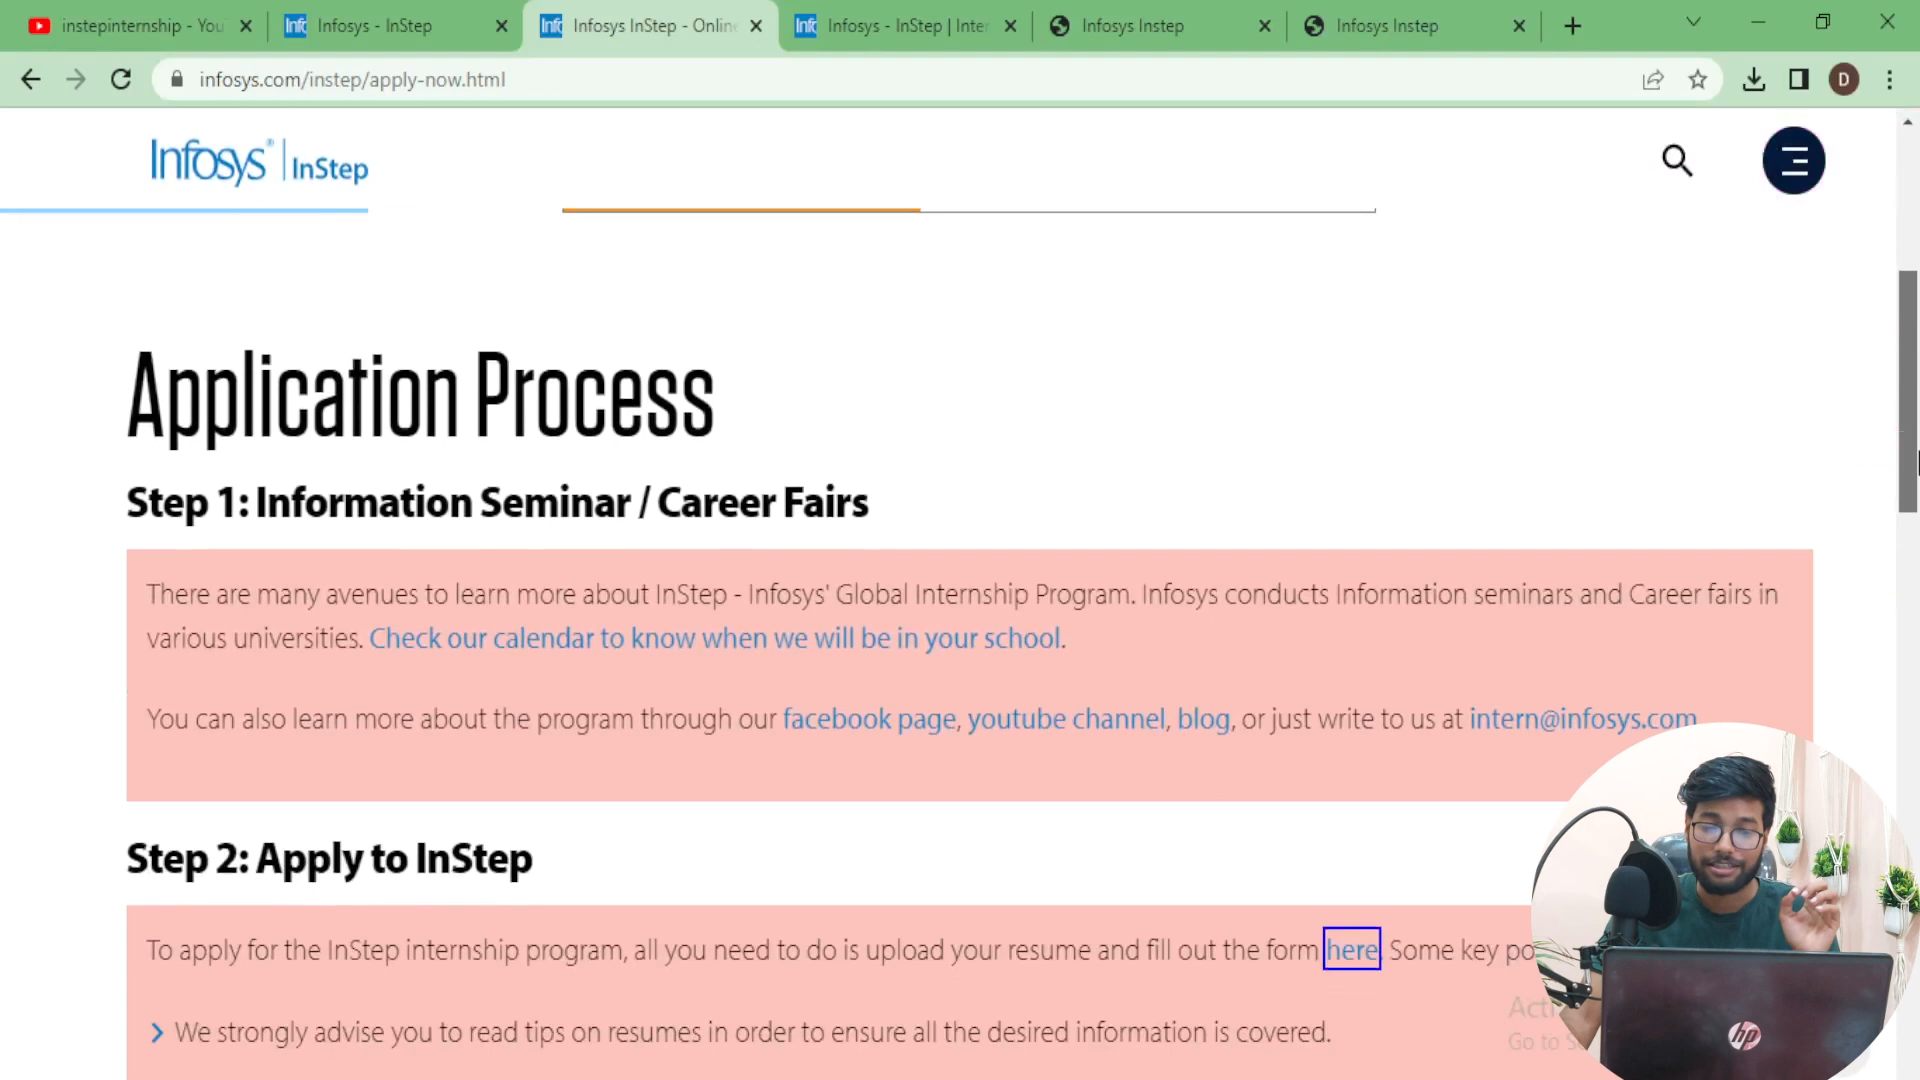 instepinternship - You
Infosys - InStep
Infosys InStep - Online
Infosys - InStep | Inter
Infosys Instep
Infosys Instep
infosys.com/instep/apply-now.html
D
Infosys® | InStep
Application Process
Step 1: Information Seminar / Career Fairs
There are many avenues to learn more about InStep - Infosys' Global Internship Program. Infosys conducts Information seminars and Career fairs in
various universities. Check our calendar to know when we will be in your school.
You can also learn more about the program through our facebook page, youtube channel, blog, or just write to us at intern@infosys.com
Step 2: Apply to InStep
To apply for the InStep internship program, all you need to do is upload your resume and fill out the form here. Some key po
We strongly advise you to read tips on resumes in order to ensure all the desired information is covered.
Acti
Go to S
hp